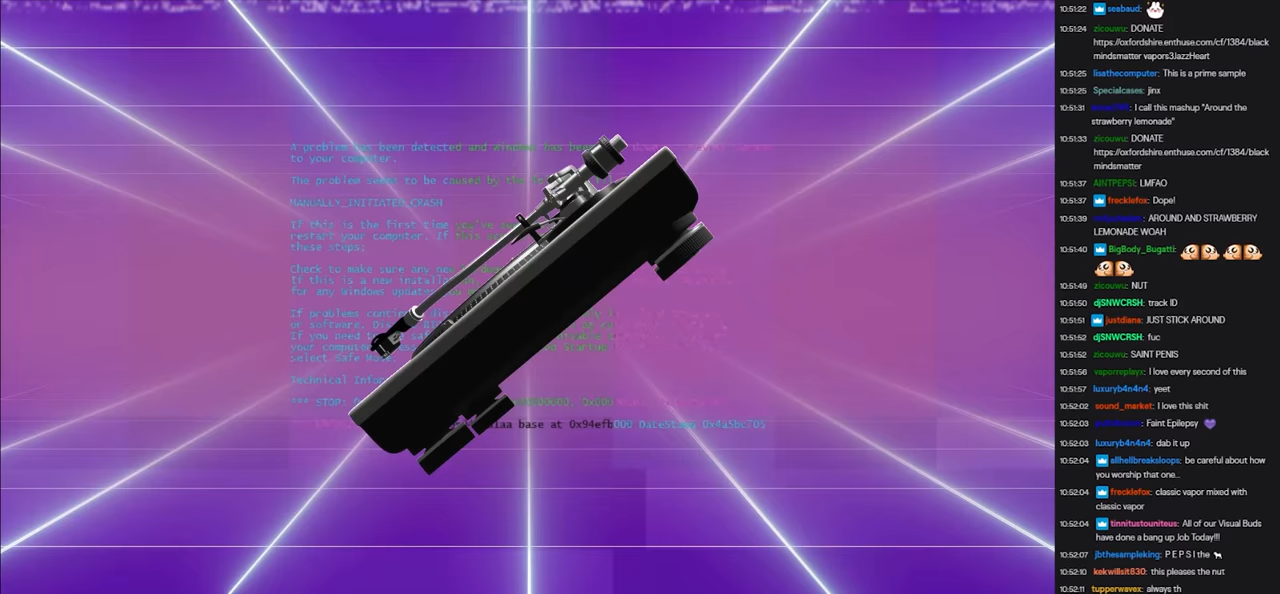 A problem has been detected and Windows has been
to your computer.
The problem seems to be caused by the
MANUALLY_INITIATED_CRASH
If this is the first time you've
restart your computer. If this
these steps:
Check to make sure any new
If this is a new installation,
for any Windows updates you
If problems continue,
or software.
If you need to
your computer,
select Safe Mode.
Technical
*** STOP:
base at 0x94efb000 DateStamp 0x4a5bc705
10:51:22 seabaud:
10:51:24 zicouwu: DONATE
https://oxfordshire.enthuse.com/cf/1384/black
mindsmatter vapors3JazzHeart
10:51:25 lisathecomputer: This is a prime sample
10:51:25 Specialcases: jinx
10:51:31 : I call this mashup "Around the
strawberry lemonade"
10:51:33 zicouwu: DONATE
https://oxfordshire.enthuse.com/cf/1384/black
mindsmatter
10:51:37 AINTPEPSI: LMFAO
10:51:37 frecklefox: Dope!
10:51:39 : AROUND AND STRAWBERRY
LEMONADE WOAH
10:51:40 BigBody_Bugatti:
10:51:49 zicouwu: NUT
10:51:50 djSNWCRSH: track ID
10:51:51 justdiana: JUST STICK AROUND
10:51:52 djSNWCRSH: fuc
10:51:52 zicouwu: SAINT PENIS
10:51:56 vaporreplayx: I love every second of this
10:51:57 luxuryb4n4n4: yeet
10:52:02 sound_market: I love this shit
10:52:03 : Faint Epilepsy 💜
10:52:03 luxuryb4n4n4: dab it up
10:52:04 allhellbreaksloops: be careful about how
you worship that one...
10:52:04 frecklefox: classic vapor mixed with
classic vapor
10:52:04 tinnitustouniteus: All of our Visual Buds
have done a bang up Job Today!!!
10:52:07 jbthesampleking: P E P S I the
10:52:10 kekwillsit830: this pleases the nut
10:52:11 tupperwavex: always th